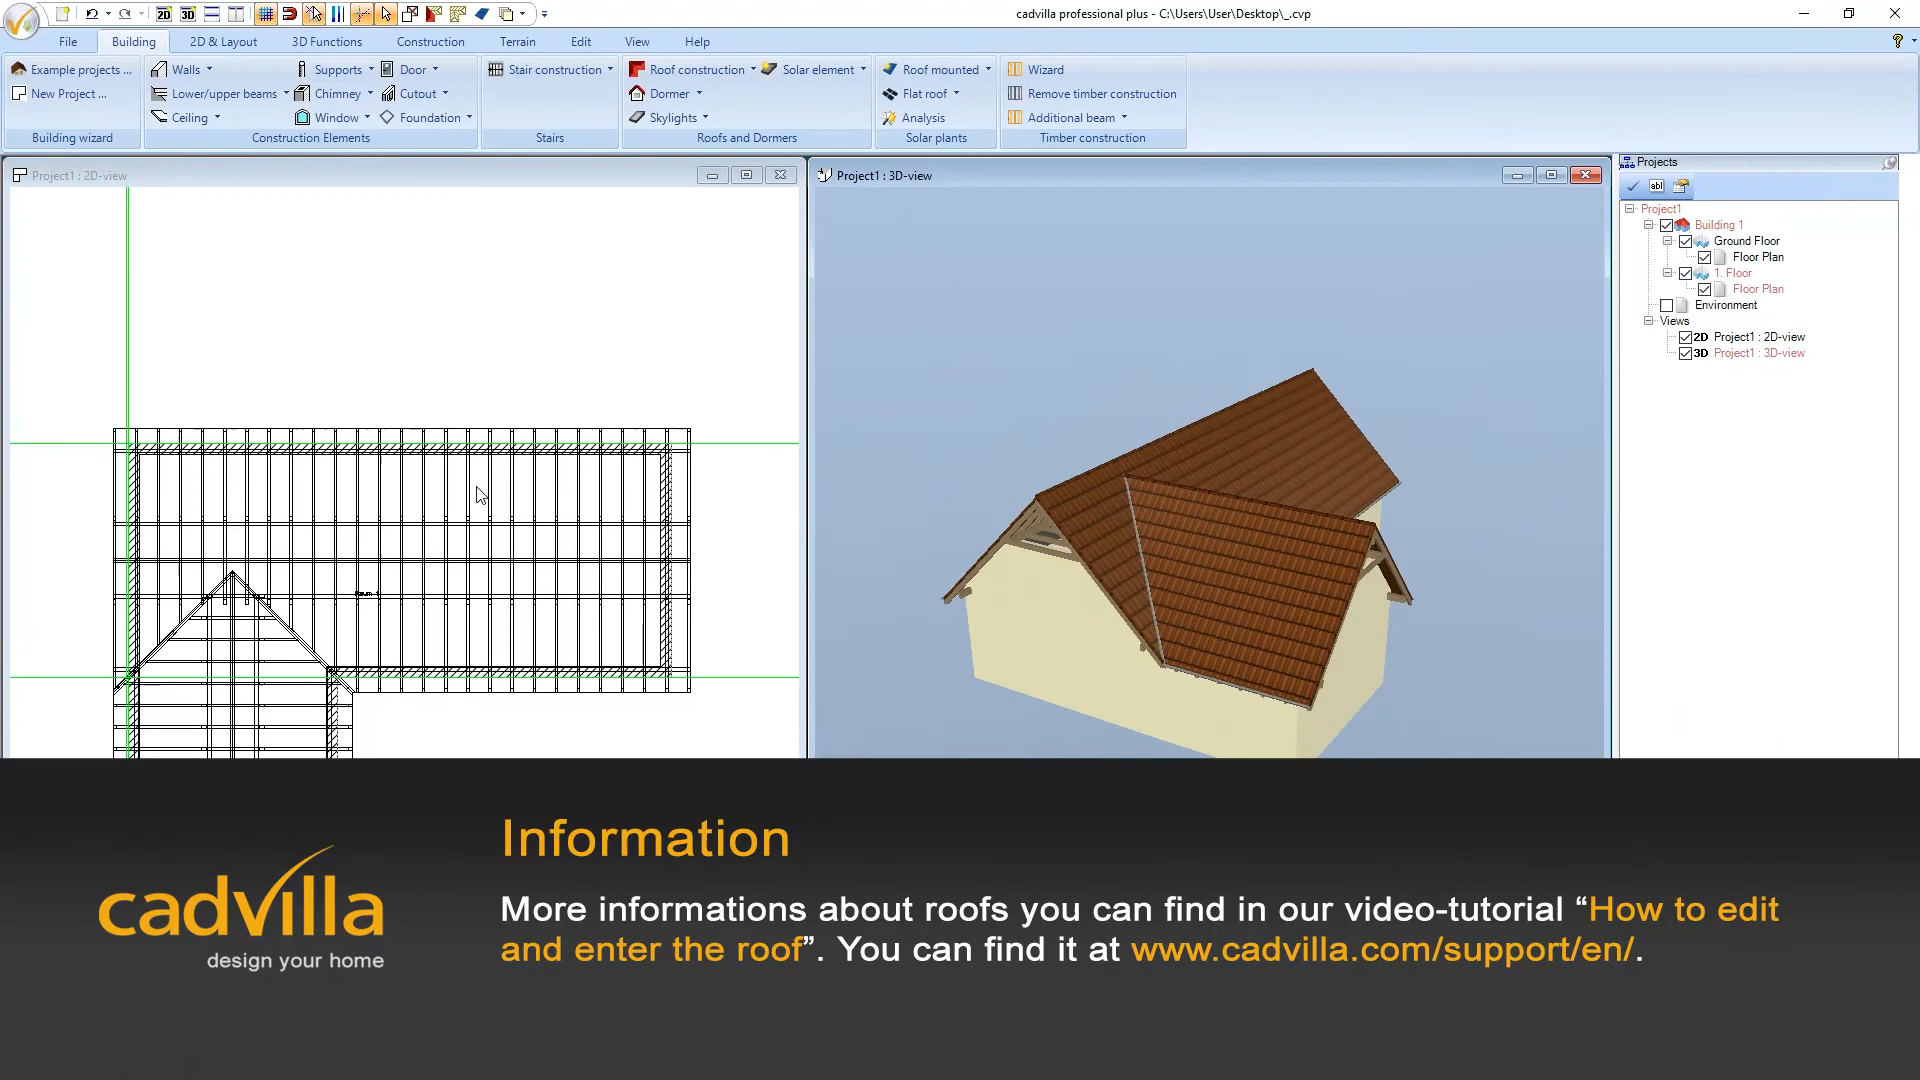 cadvilla professional plus - C:\Users\User\Desktop\_.cvp
2D 3D
File Building 2D & Layout 3D Functions Construction Terrain Edit View Help
Example projects ... Walls Supports Door Stair construction Roof construction Solar element Roof mounted Wizard
New Project ... Lower/upper beams Chimney Cutout Dormer Flat roof Remove timber construction
Ceiling Window Foundation Skylights Analysis Additional beam
Building wizard Construction Elements Stairs Roofs and Dormers Solar plants Timber construction
Project1 : 2D-view
Project1 : 3D-view
Projects
abl
Project1
Building 1
Ground Floor
Floor Plan
1. Floor
Floor Plan
Environment
Views
2D Project1 : 2D-view
3D Project1 : 3D-view
cadvilla
design your home
Information
More informations about roofs you can find in our video-tutorial “How to edit
and enter the roof”. You can find it at www.cadvilla.com/support/en/.